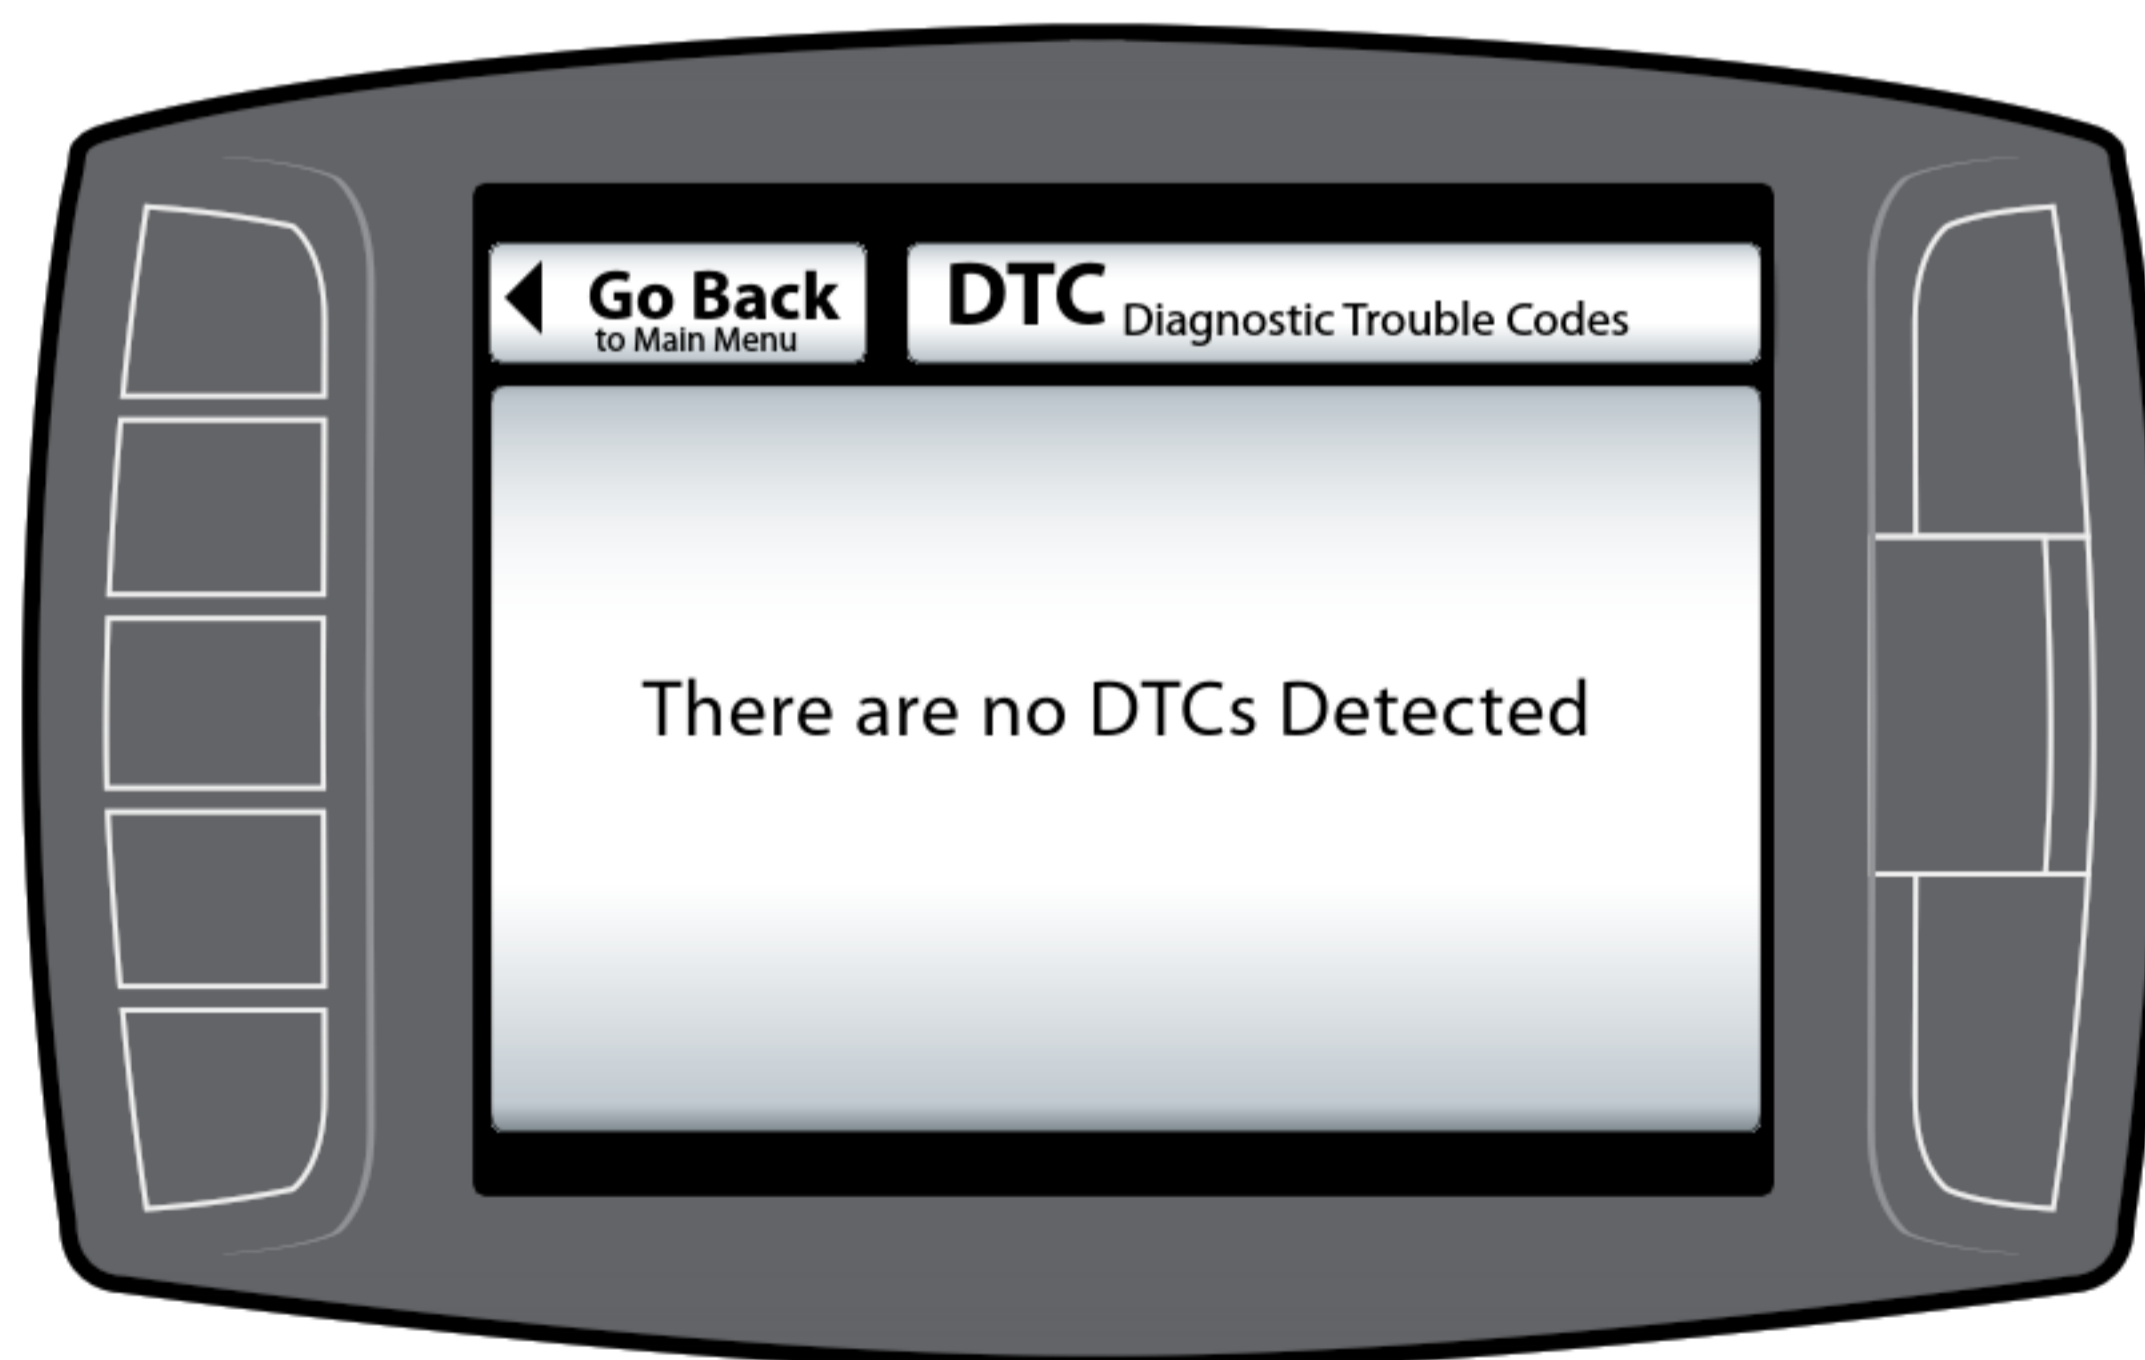 Go Back
to Main Menu
DTC Diagnostic Trouble Codes
There are no DTCs Detected